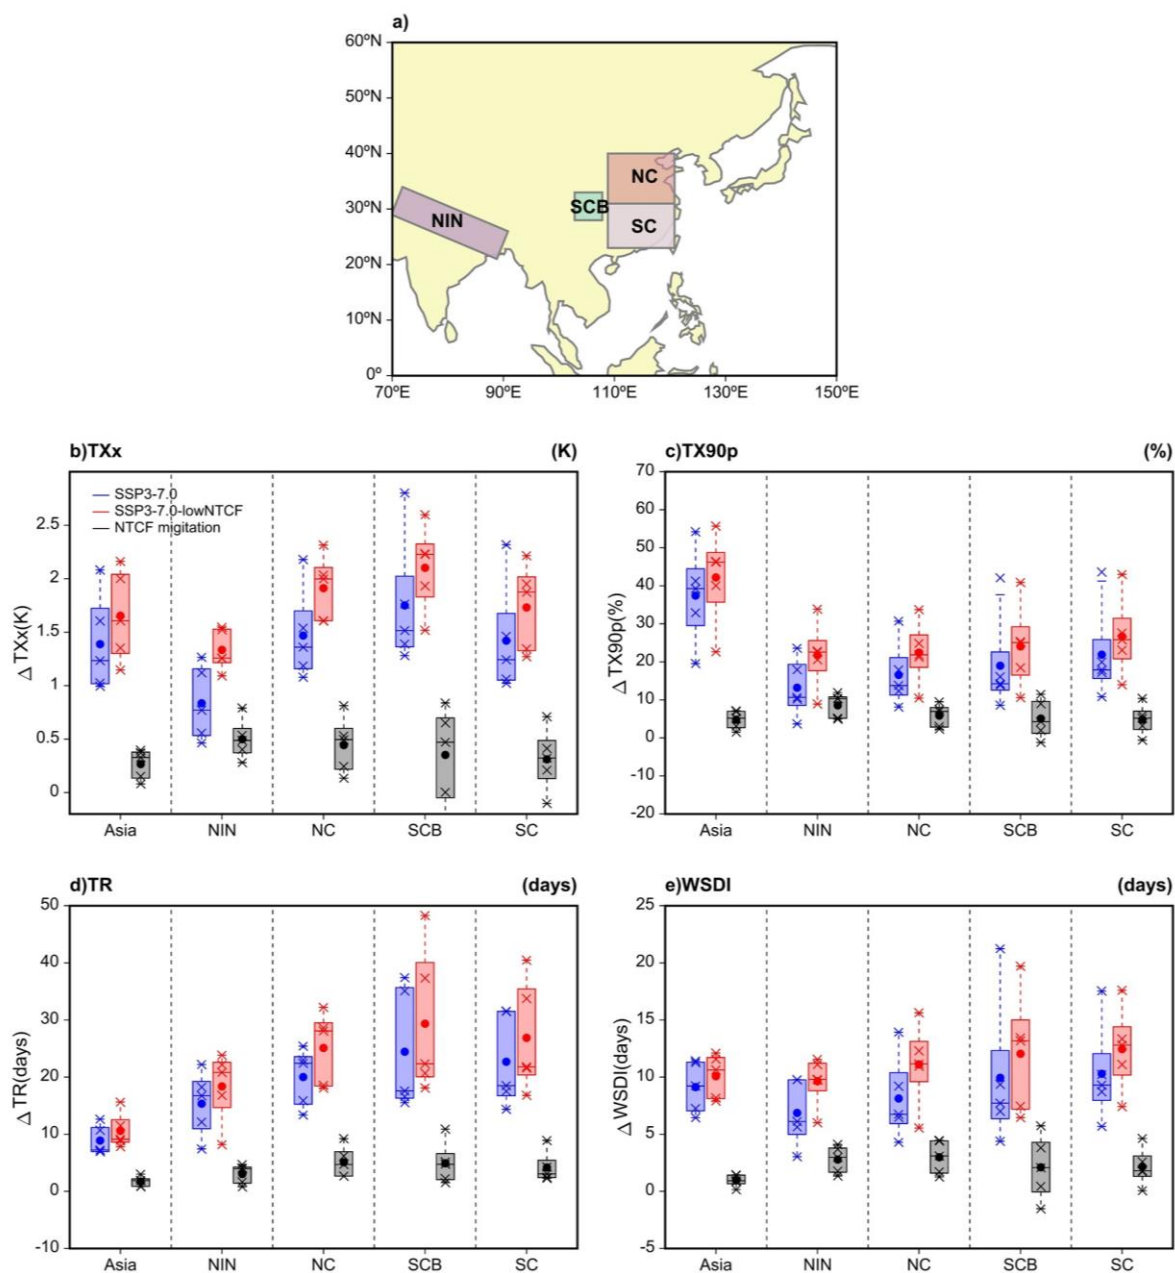 a)
60ºN
50ºN
40ºN
30ºN
20ºN
10ºN
0º
NC
SCB
NIN
SC
70ºE 90ºE 110ºE 130ºE 150ºE
b)TXx (K)
SSP3-7.0
SSP3-7.0-lowNTCF
NTCF migitation
2.5
2
1.5
1
0.5
0
Δ TXx(K)
Asia NIN NC SCB SC
c)TX90p (%)
70
60
50
40
30
20
10
0
-10
-20
Δ TX90p(%)
Asia NIN NC SCB SC
d)TR (days)
50
40
30
20
10
0
-10
Δ TR(days)
Asia NIN NC SCB SC
e)WSDI (days)
25
20
15
10
5
0
-5
Δ WSDI(days)
Asia NIN NC SCB SC